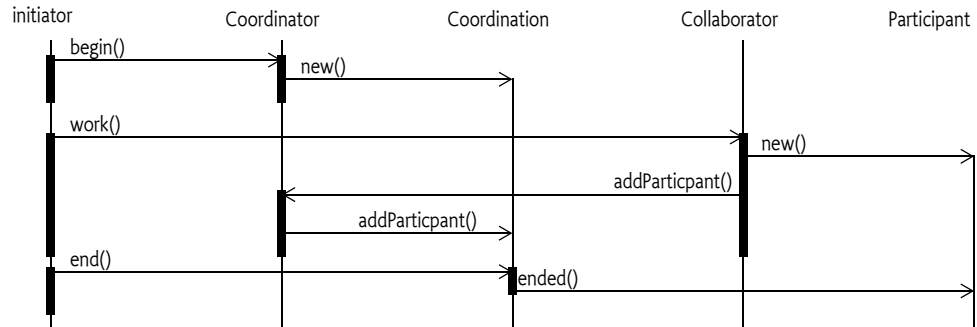 initiator
Coordinator
Coordination
Collaborator
Participant
begin()
new()
work()
new()
addParticpant()
addParticpant()
end()
ended()